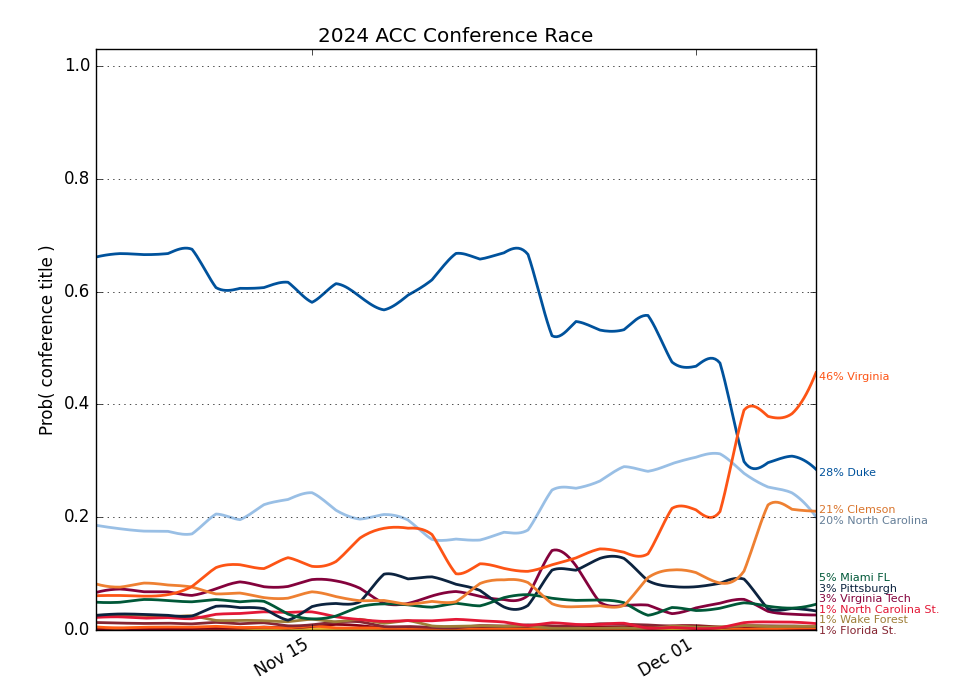 2024 ACC Conference Race
Prob( conference title )
1.0
0.8
0.6
0.4
0.2
0.0
Nov 15
Dec 01
46% Virginia
28% Duke
21% Clemson
20% North Carolina
5% Miami FL
3% Pittsburgh
3% Virginia Tech
1% North Carolina St.
1% Wake Forest
1% Florida St.